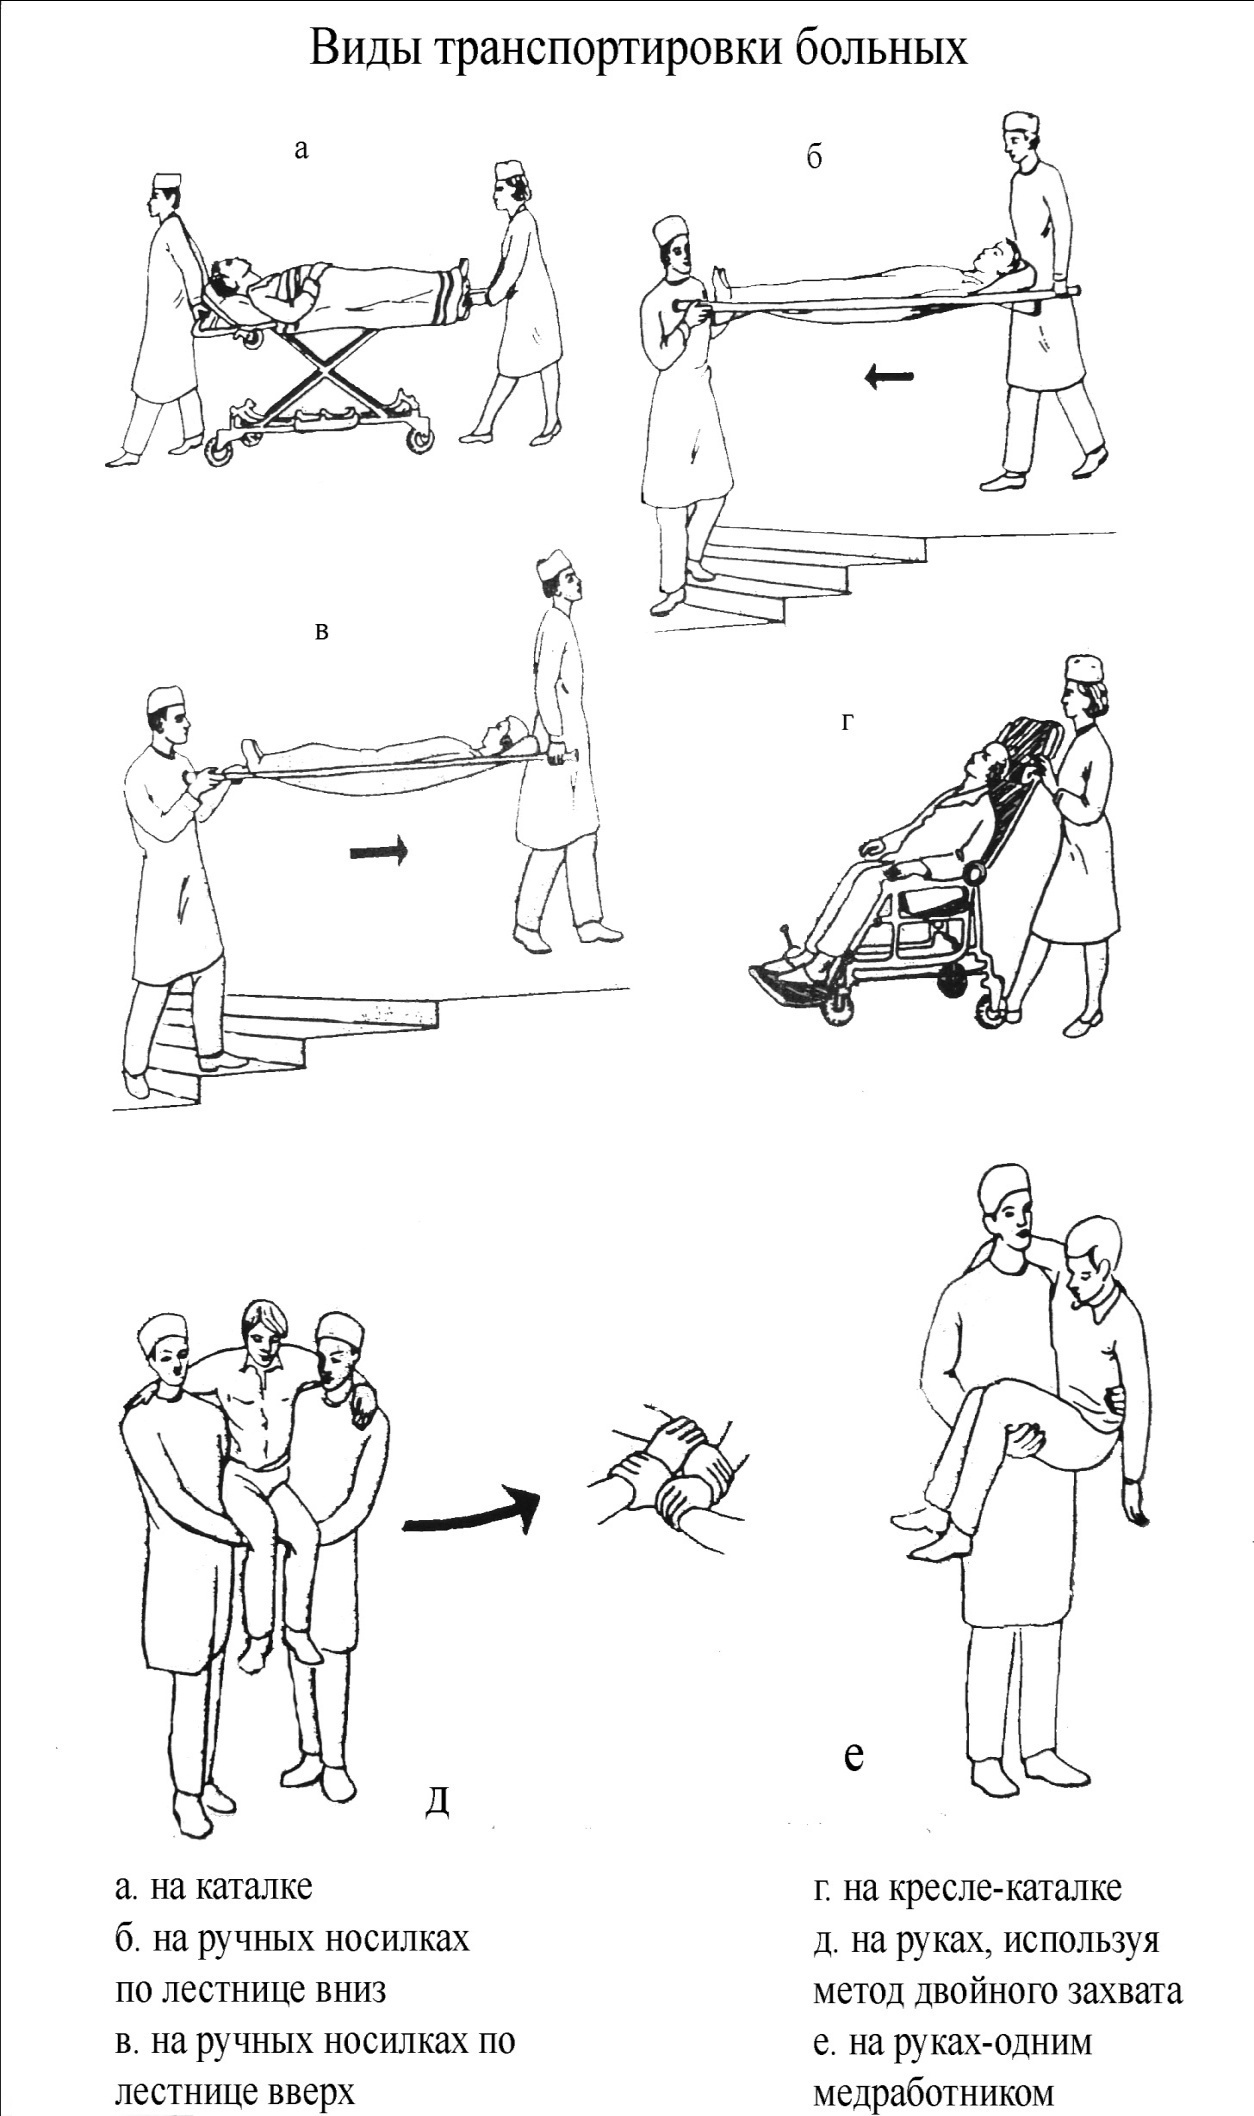 Виды транспортировки больных
а
б
в
г
д
е
а. на каталке
б. на ручных носилках
по лестнице вниз
в. на ручных носилках по
лестнице вверх
г. на кресле-каталке
д. на руках, используя
метод двойного захвата
е. на руках-одним
медработником